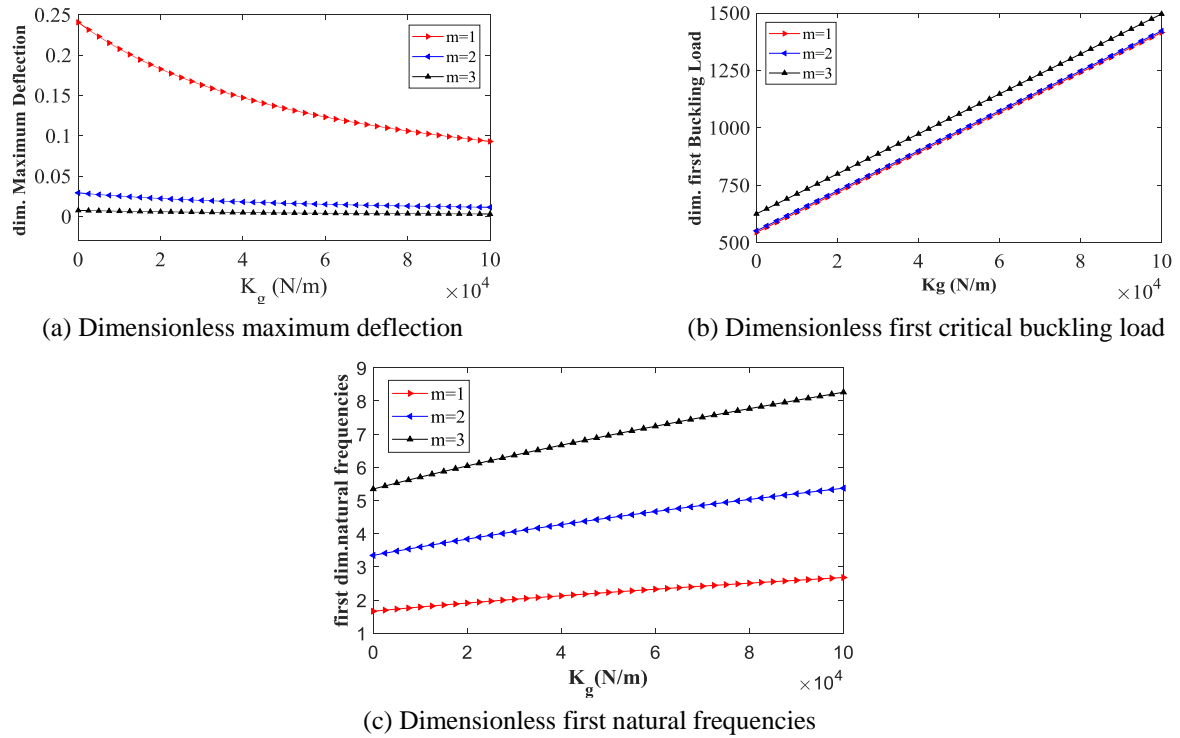 0.25
0.2
0.15
0.1
0.05
0
dim. Maximum Deflection
m=1
m=2
m=3
0 2 4 6 8 10
K_g (N/m)
×10^4
(a) Dimensionless maximum deflection
1500
1250
1000
750
500
dim. first Buckling Load
m=1
m=2
m=3
0 2 4 6 8 10
Kg (N/m)
×10^4
(b) Dimensionless first critical buckling load
9
8
7
6
5
4
3
2
1
first dim.natural frequencies
m=1
m=2
m=3
0 2 4 6 8 10
K_g(N/m)
×10^4
(c) Dimensionless first natural frequencies